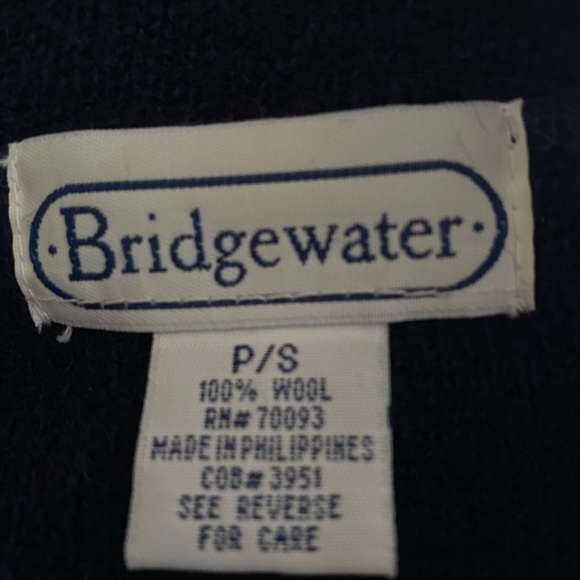 ·Bridgewater·
P/S
100% WOOL
RN# 70093
MADE IN PHILIPPINES
COB# 3951
SEE REVERSE
FOR CARE